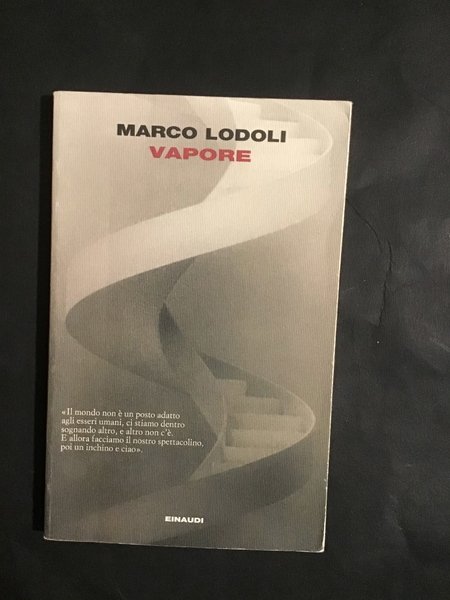 MARCO LODOLI
VAPORE
«Il mondo non è un posto adatto
agli esseri umani, ci stiamo dentro
sognando altro, e altro non c'è.
E allora facciamo il nostro spettacolino,
poi un inchino e ciao».
EINAUDI